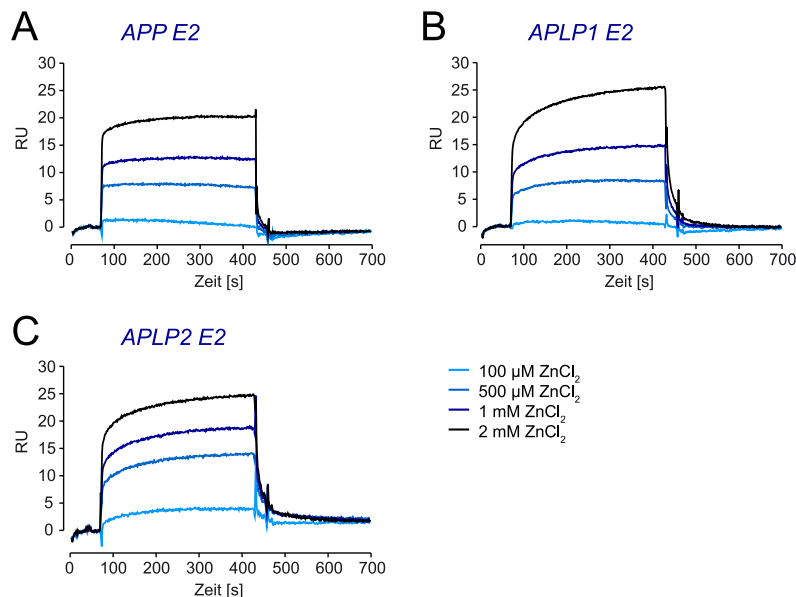 A
APP E2
30
25
20
15
10
5
0
RU
0 100 200 300 400 500 700
Zeit [s]
B
APLP1 E2
30
25
20
15
10
5
0
RU
0 100 200 300 400 500 600 700
Zeit [s]
C
APLP2 E2
30
25
20
15
10
5
0
RU
0 100 200 300 400 500 600 700
Zeit [s]
100 µM ZnCl₂
500 µM ZnCl₂
1 mM ZnCl₂
2 mM ZnCl₂